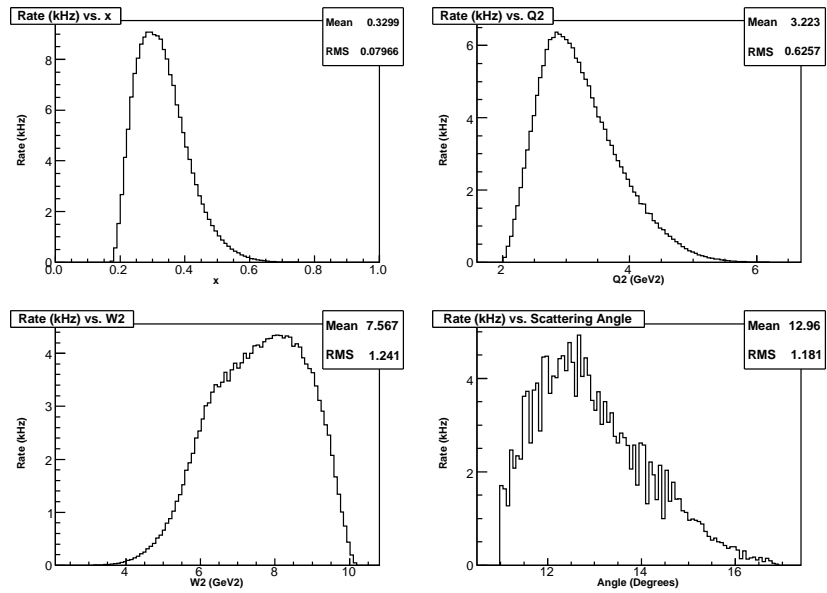 Rate (kHz) vs. x
Mean 0.3299
RMS 0.07966
Rate (kHz)
8
6
4
2
0
0.0 0.2 0.4 0.6 0.8 1.0
x
Rate (kHz) vs. Q2
Mean 3.223
RMS 0.6257
Rate (kHz)
6
4
2
0
2 4 6
Q2 (GeV2)
Rate (kHz) vs. W2
Mean 7.567
RMS 1.241
Rate (kHz)
4
3
2
1
0
4 6 8 10
W2 (GeV2)
Rate (kHz) vs. Scattering Angle
Mean 12.96
RMS 1.181
Rate (kHz)
4
2
0
12 14 16
Angle (Degrees)